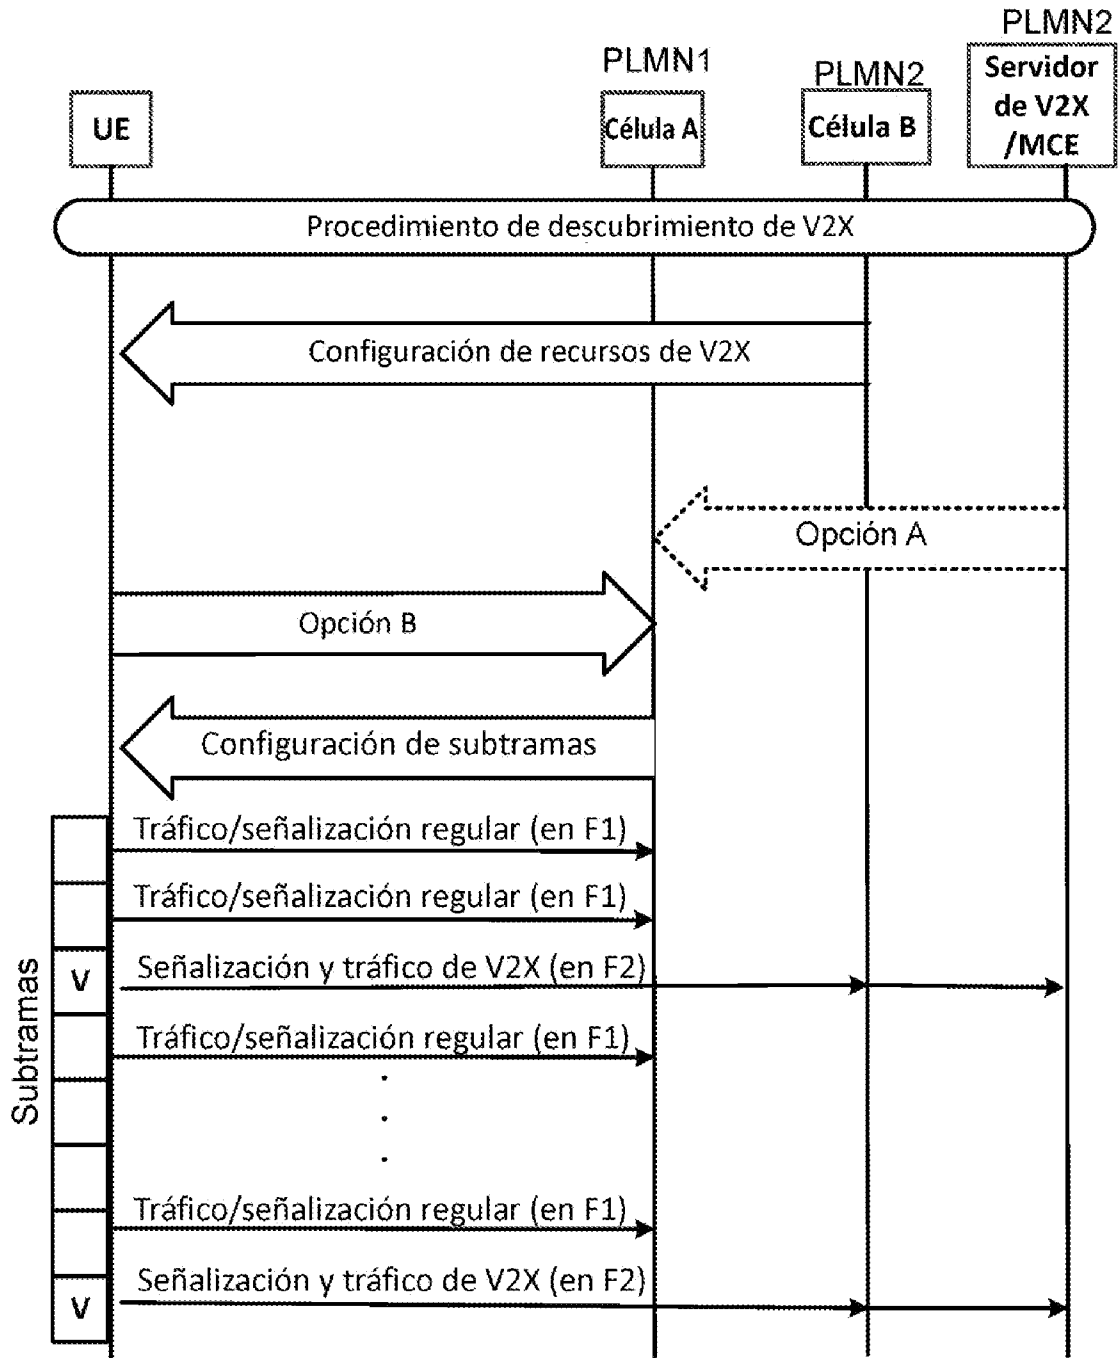 PLMN2
PLMN1
PLMN2
UE
Célula A
Célula B
Servidor
de V2X
/MCE
Procedimiento de descubrimiento de V2X
Configuración de recursos de V2X
Opción A
Opción B
Configuración de subtramas
Tráfico/señalización regular (en F1)
Tráfico/señalización regular (en F1)
V
Señalización y tráfico de V2X (en F2)
Tráfico/señalización regular (en F1)
Subtramas
.
.
.
Tráfico/señalización regular (en F1)
Señalización y tráfico de V2X (en F2)
V